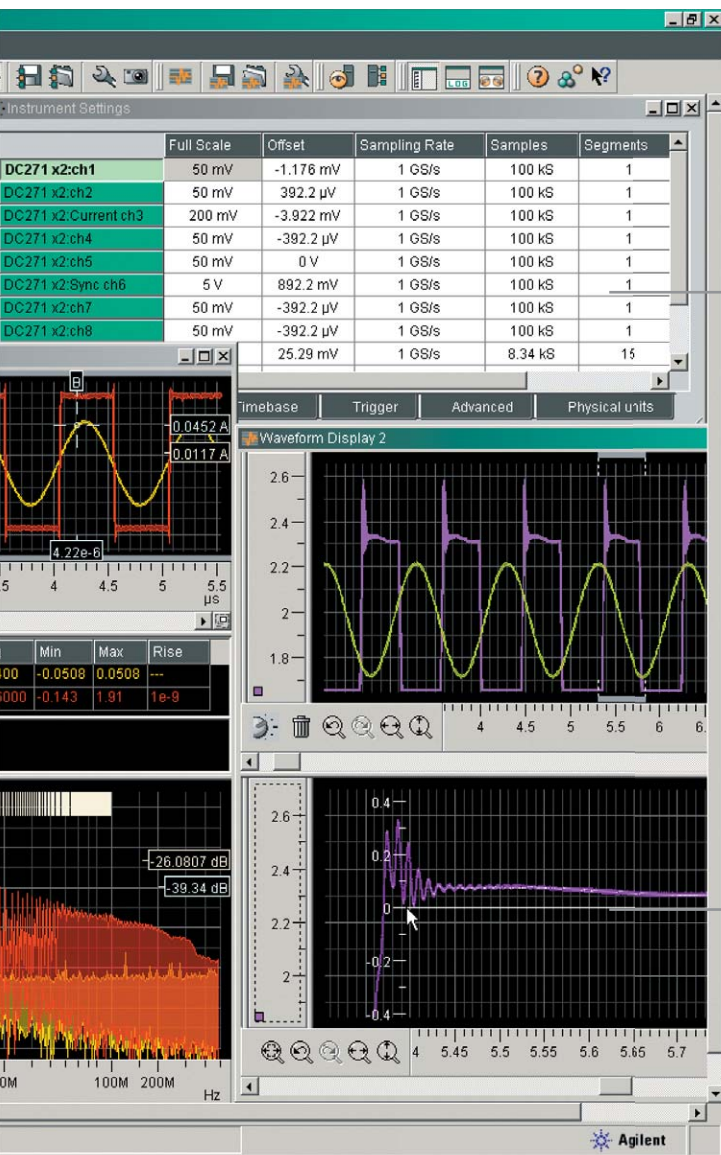 LOG
Instrument Settings
Full Scale Offset Sampling Rate Samples Segments
DC271 x2:ch1 50 mV -1.176 mV 1 GS/s 100 kS 1
DC271 x2:ch2 50 mV 392.2 µV 1 GS/s 100 kS 1
DC271 x2:Current ch3 200 mV -3.922 mV 1 GS/s 100 kS 1
DC271 x2:ch4 50 mV -392.2 µV 1 GS/s 100 kS 1
DC271 x2:ch5 50 mV 0 V 1 GS/s 100 kS 1
DC271 x2:Sync ch6 5 V 892.2 mV 1 GS/s 100 kS 1
DC271 x2:ch7 50 mV -392.2 µV 1 GS/s 100 kS 1
DC271 x2:ch8 50 mV -392.2 µV 1 GS/s 100 kS 1
25.29 mV 1 GS/s 8.34 kS 15
Timebase Trigger Advanced Physical units
B
0.0452 A
0.0117 A
4.22e-6
4 4.5 5 5.5
µs
Min Max Rise
-0.0508 0.0508 ---
-0.143 1.91 1e-9
-26.0807 dB
-39.34 dB
100M 200M
Hz
Waveform Display 2
2.6
2.4
2.2
2
1.8
4 4.5 5 5.5 6 6.
2.6
2.4
2.2
2
0.4
0.2
0
-0.2
-0.4
4 5.45 5.5 5.55 5.6 5.65 5.7
Agilent